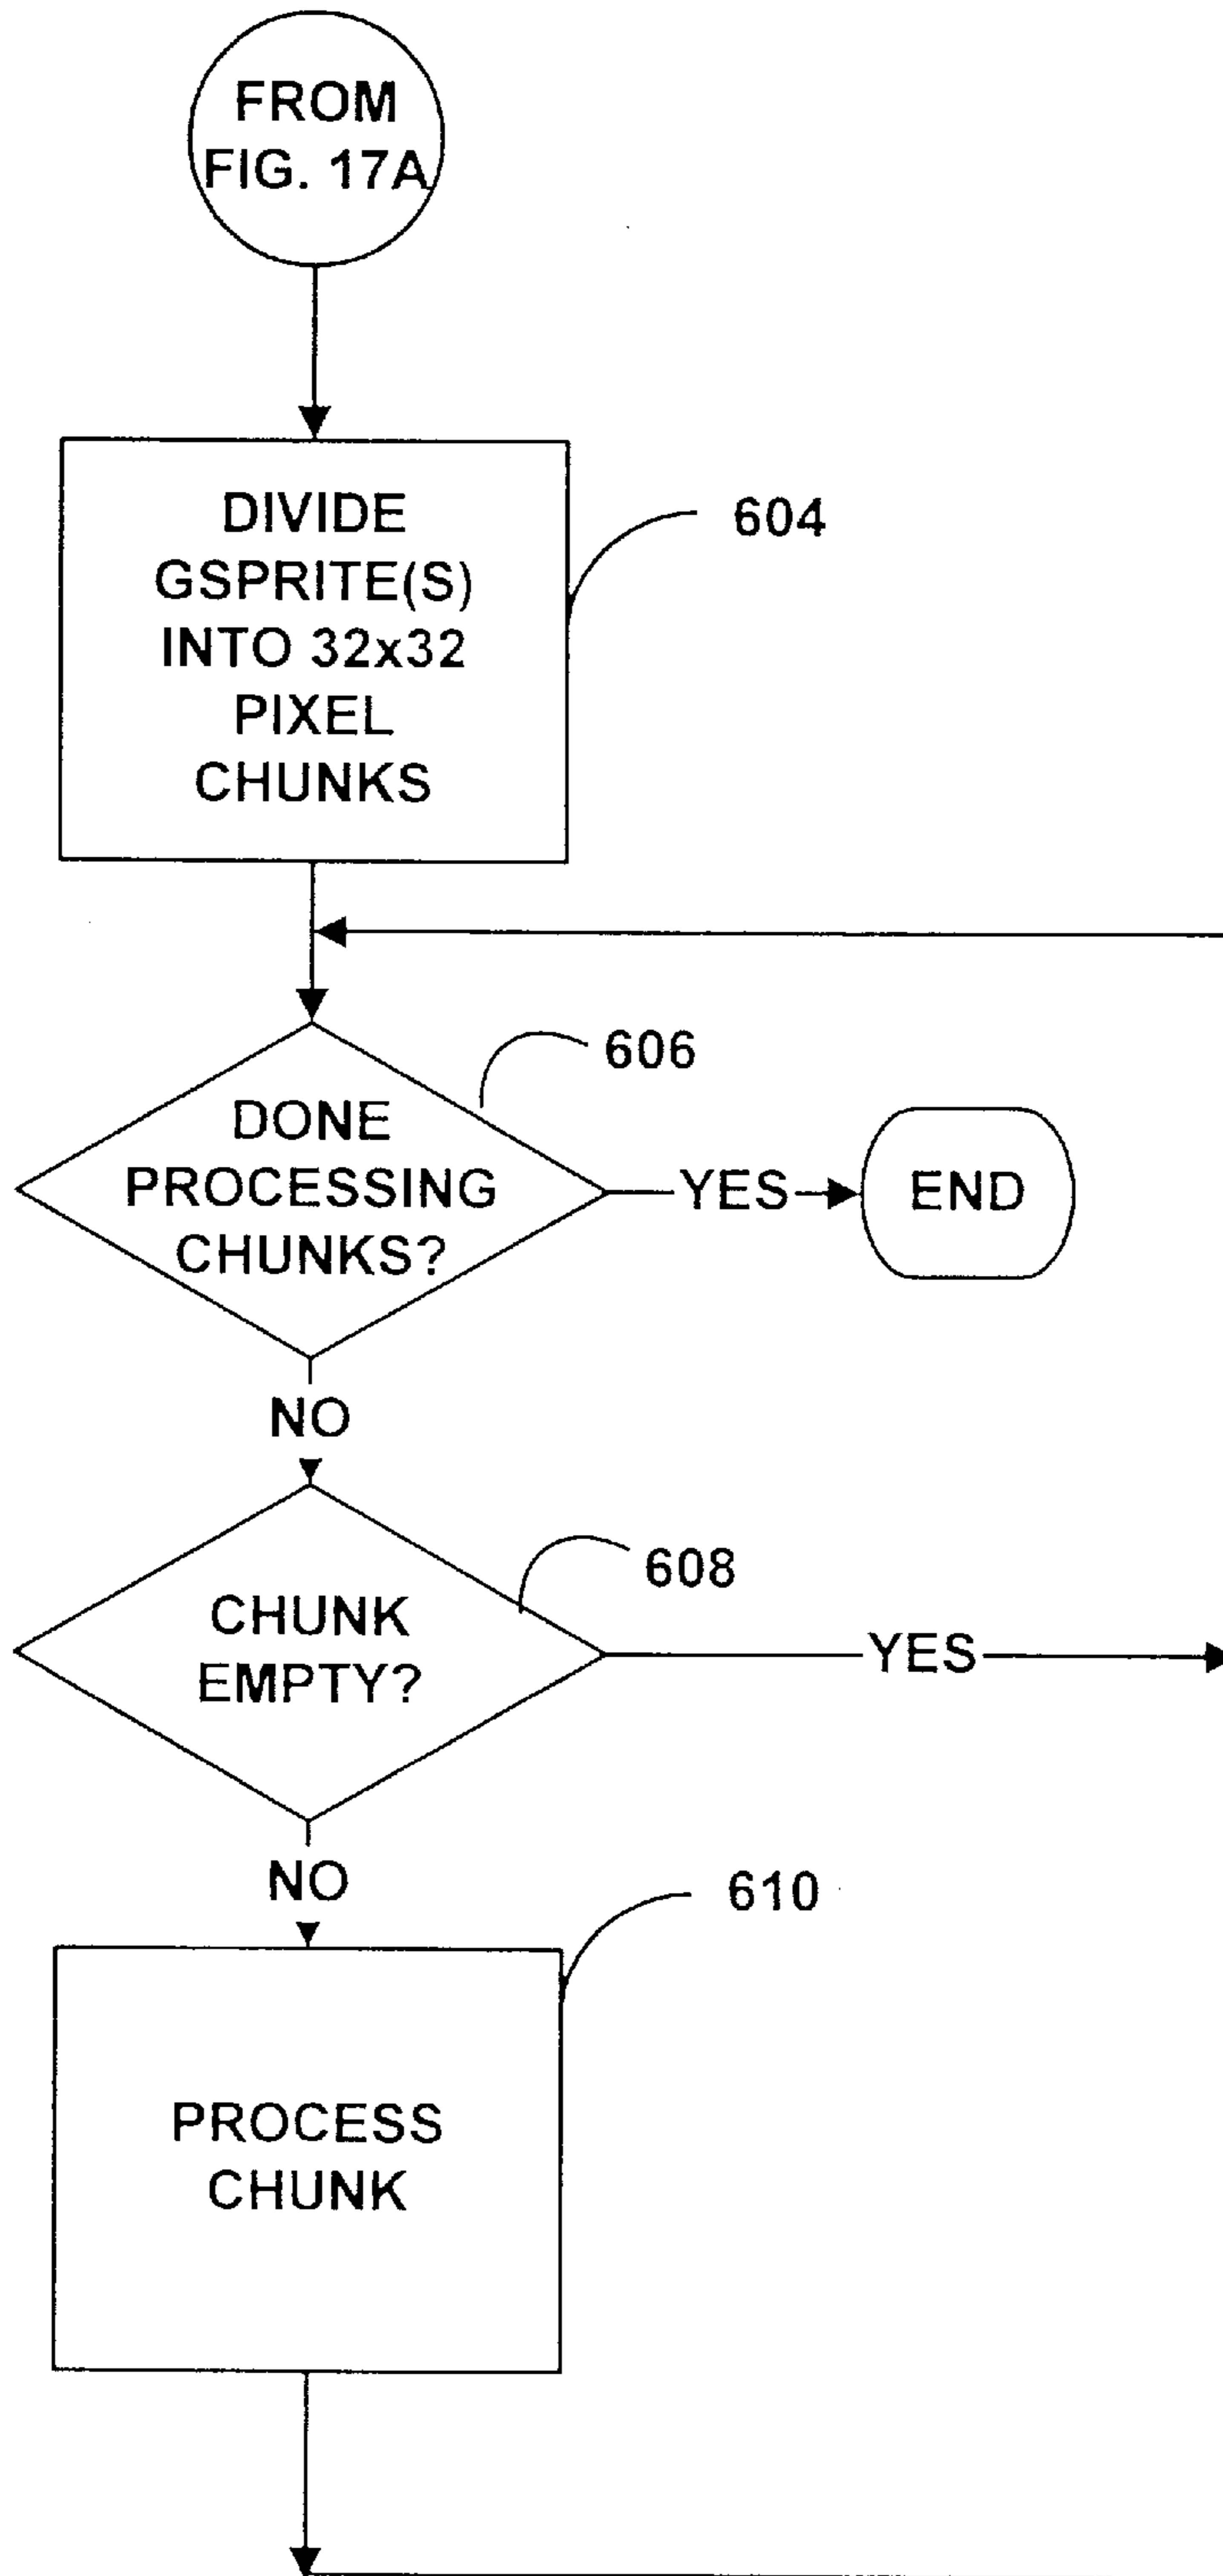 FROM
FIG. 17A
DIVIDE
GSPRITE(S)
INTO 32x32
PIXEL
CHUNKS
604
606
DONE
PROCESSING
CHUNKS?
YES
END
NO
608
CHUNK
EMPTY?
YES
NO
610
PROCESS
CHUNK